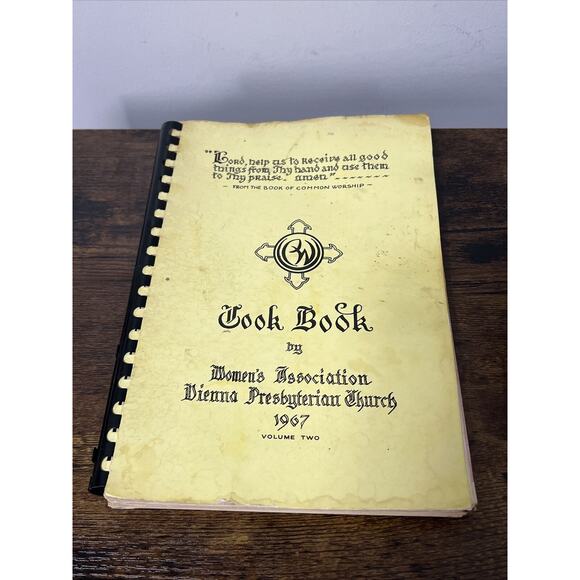 "Lord, help us to Receive all good
things from Thy hand and use them
to Thy praise. amen" - - - - - - -
- FROM THE BOOK OF COMMON WORSHIP -
Cook Book
by
Women's Association
Vienna Presbyterian Church
1967
VOLUME TWO